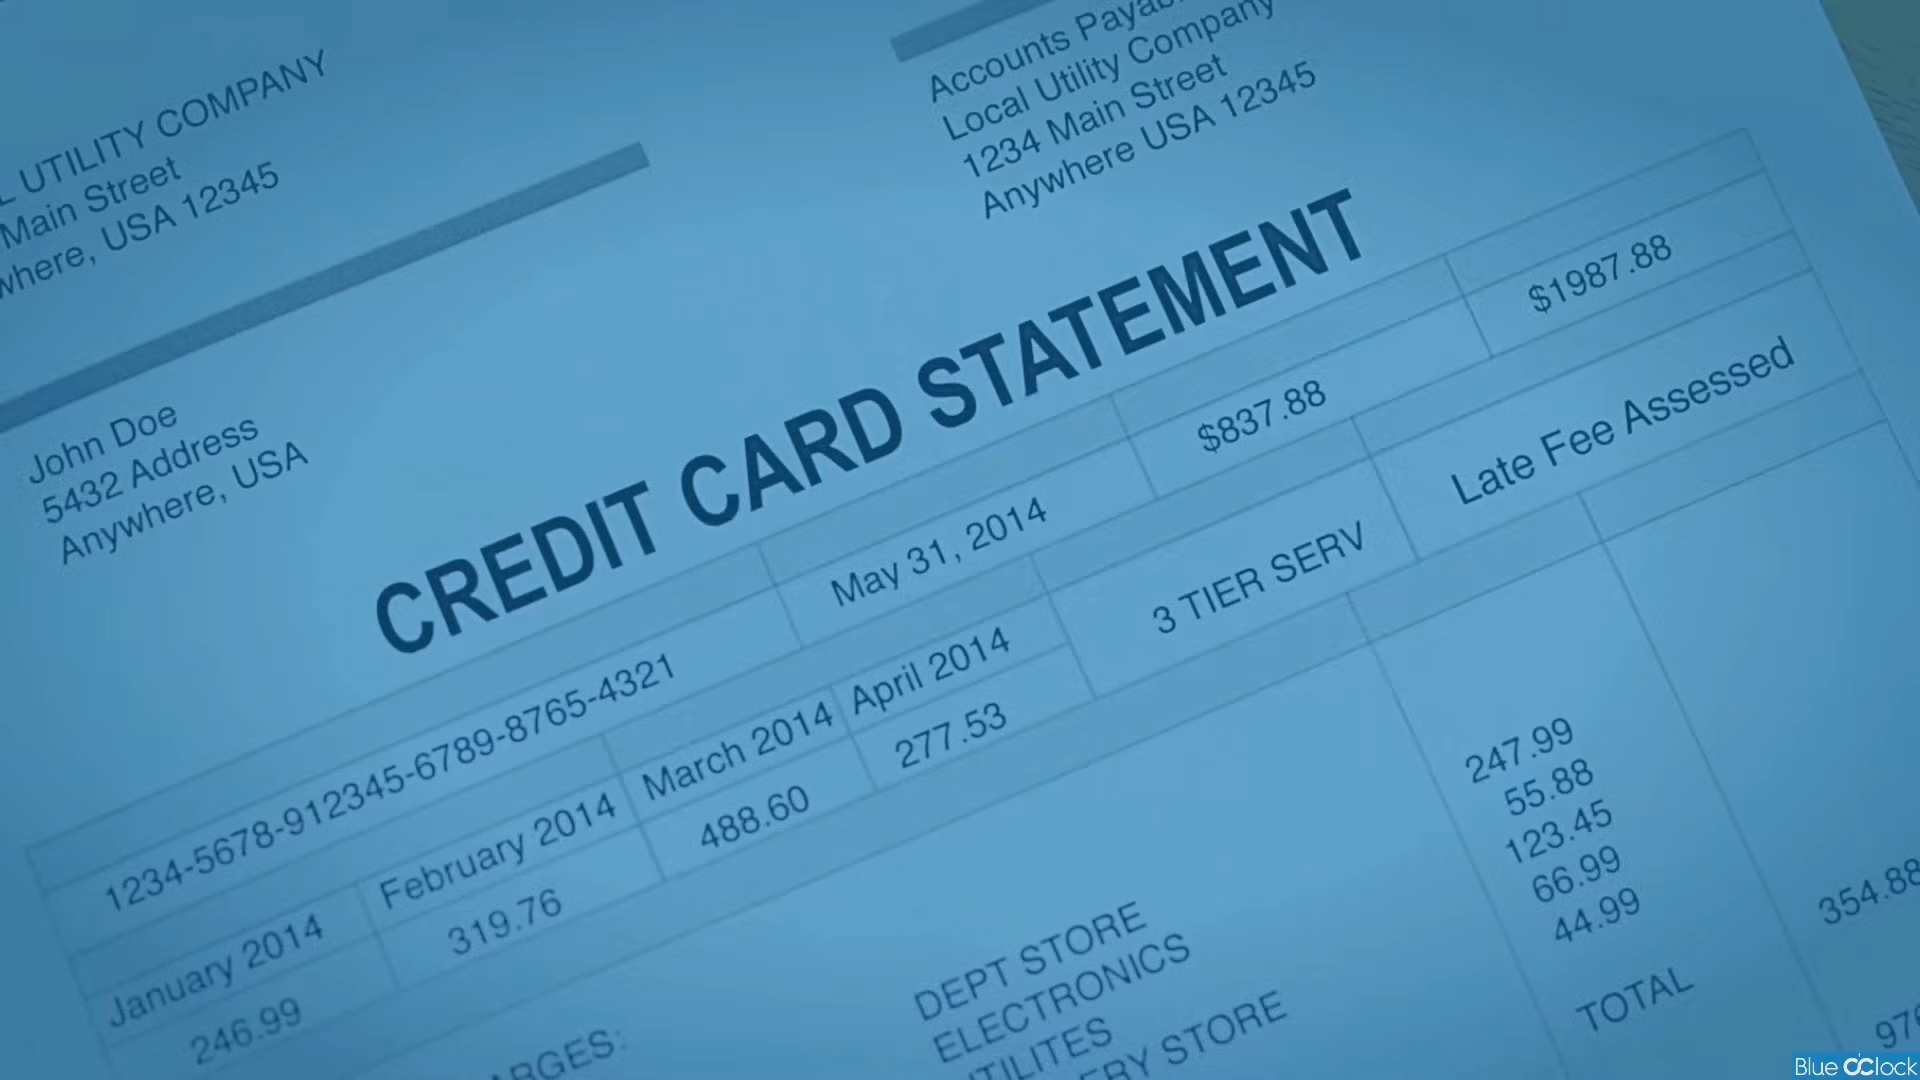 UTILITY COMPANY
Main Street
where, USA 12345
Accounts
Local Utility Company
1234 Main Street
Anywhere USA 12345
John Doe
5432 Address
Anywhere, USA
CREDIT CARD STATEMENT
1234-5678-912345-6789-8765-4321 May 31, 2014 $837.88 $1987.88
January 2014 February 2014 March 2014 April 2014 3 TIER SERV Late Fee Assessed
246.99 319.76 488.60 277.53
DEPT STORE 247.99
ELECTRONICS 55.88
123.45
STORE 66.99
44.99
354.88
TOTAL
Blue O'Clock